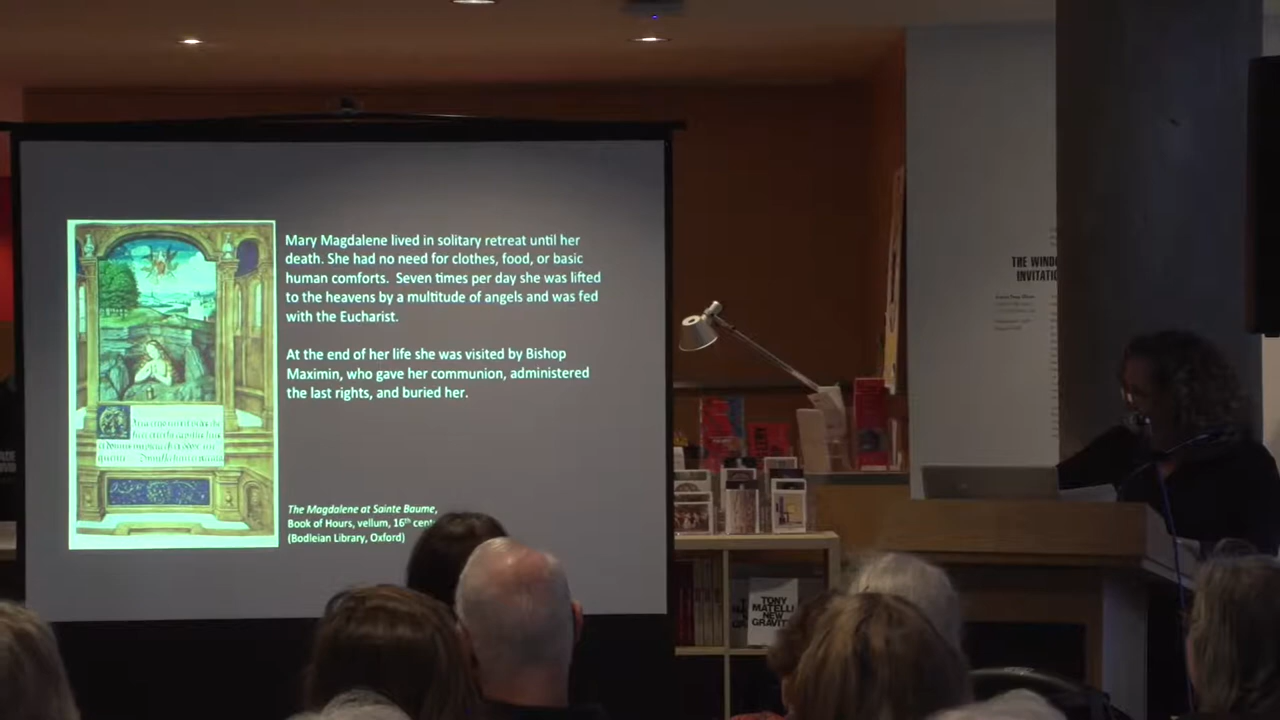 Mary Magdalene lived in solitary retreat until her
death. She had no need for clothes, food, or basic
human comforts. Seven times per day she was lifted
to the heavens by a multitude of angels and was fed
with the Eucharist.
At the end of her life she was visited by Bishop
Maximin, who gave her communion, administered
the last rights, and buried her.
The Magdalene at Sainte Baume,
Book of Hours, vellum, 16th cent
(Bodleian Library, Oxford)
THE WINDO
INVITATIO
TONY
MATELLI
NEW
GRAVIT